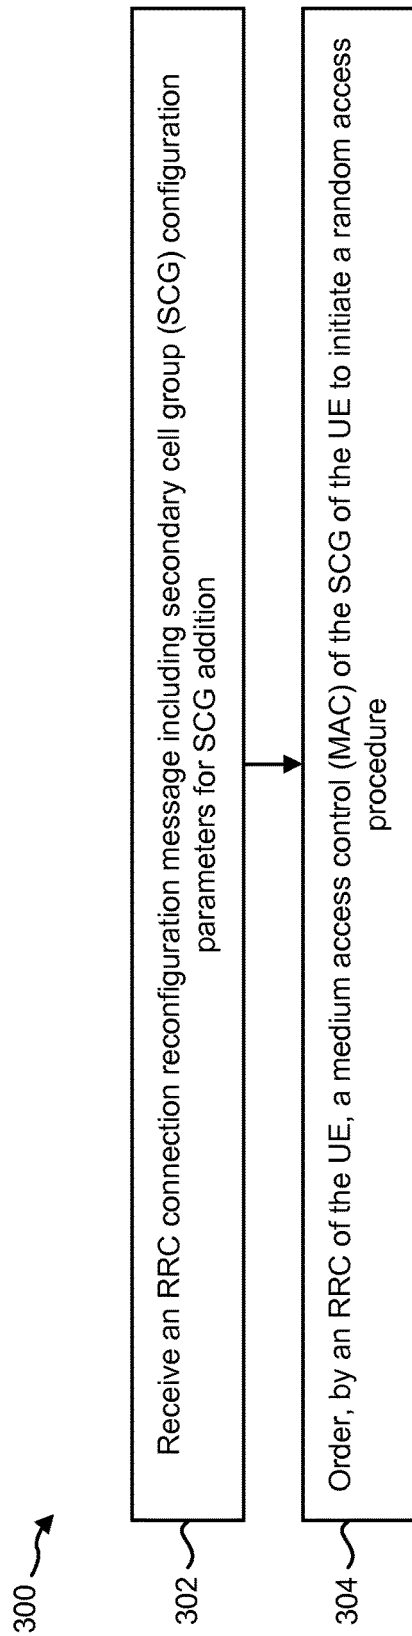 300
302
Receive an RRC connection reconfiguration message including secondary cell group (SCG) configuration
parameters for SCG addition
304
Order, by an RRC of the UE, a medium access control (MAC) of the SCG of the UE to initiate a random access
procedure